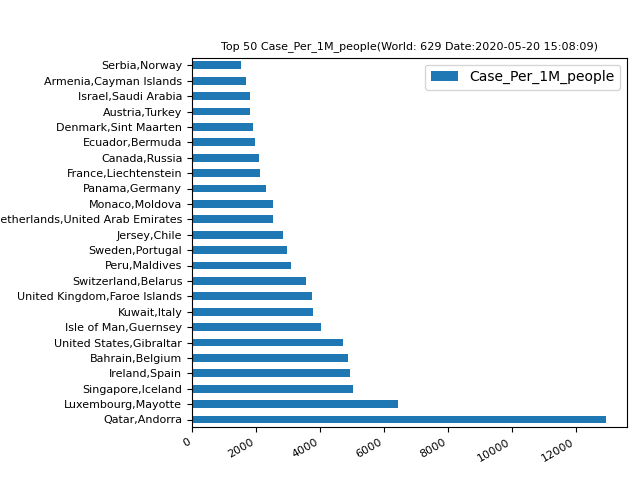 Top 50 Case_Per_1M_people(World: 629 Date:2020-05-20 15:08:09)
Case_Per_1M_people
Serbia,Norway
Armenia,Cayman Islands
Israel,Saudi Arabia
Austria,Turkey
Denmark,Sint Maarten
Ecuador,Bermuda
Canada,Russia
France,Liechtenstein
Panama,Germany
Monaco,Moldova
etherlands,United Arab Emirates
Jersey,Chile
Sweden,Portugal
Peru,Maldives
Switzerland,Belarus
United Kingdom,Faroe Islands
Kuwait,Italy
Isle of Man,Guernsey
United States,Gibraltar
Bahrain,Belgium
Ireland,Spain
Singapore,Iceland
Luxembourg,Mayotte
Qatar,Andorra
0
2000
4000
6000
8000
10000
12000